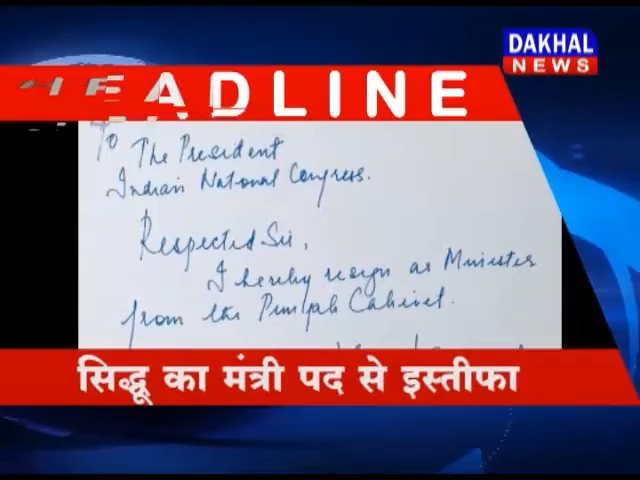 DAKHAL
NEWS
HEADLINE
To
The President
Indian National Congress.
Respected Sir,
I hereby resign as Minister
from the Punjab Cabinet.
सिद्धू का मंत्री पद से इस्तीफा